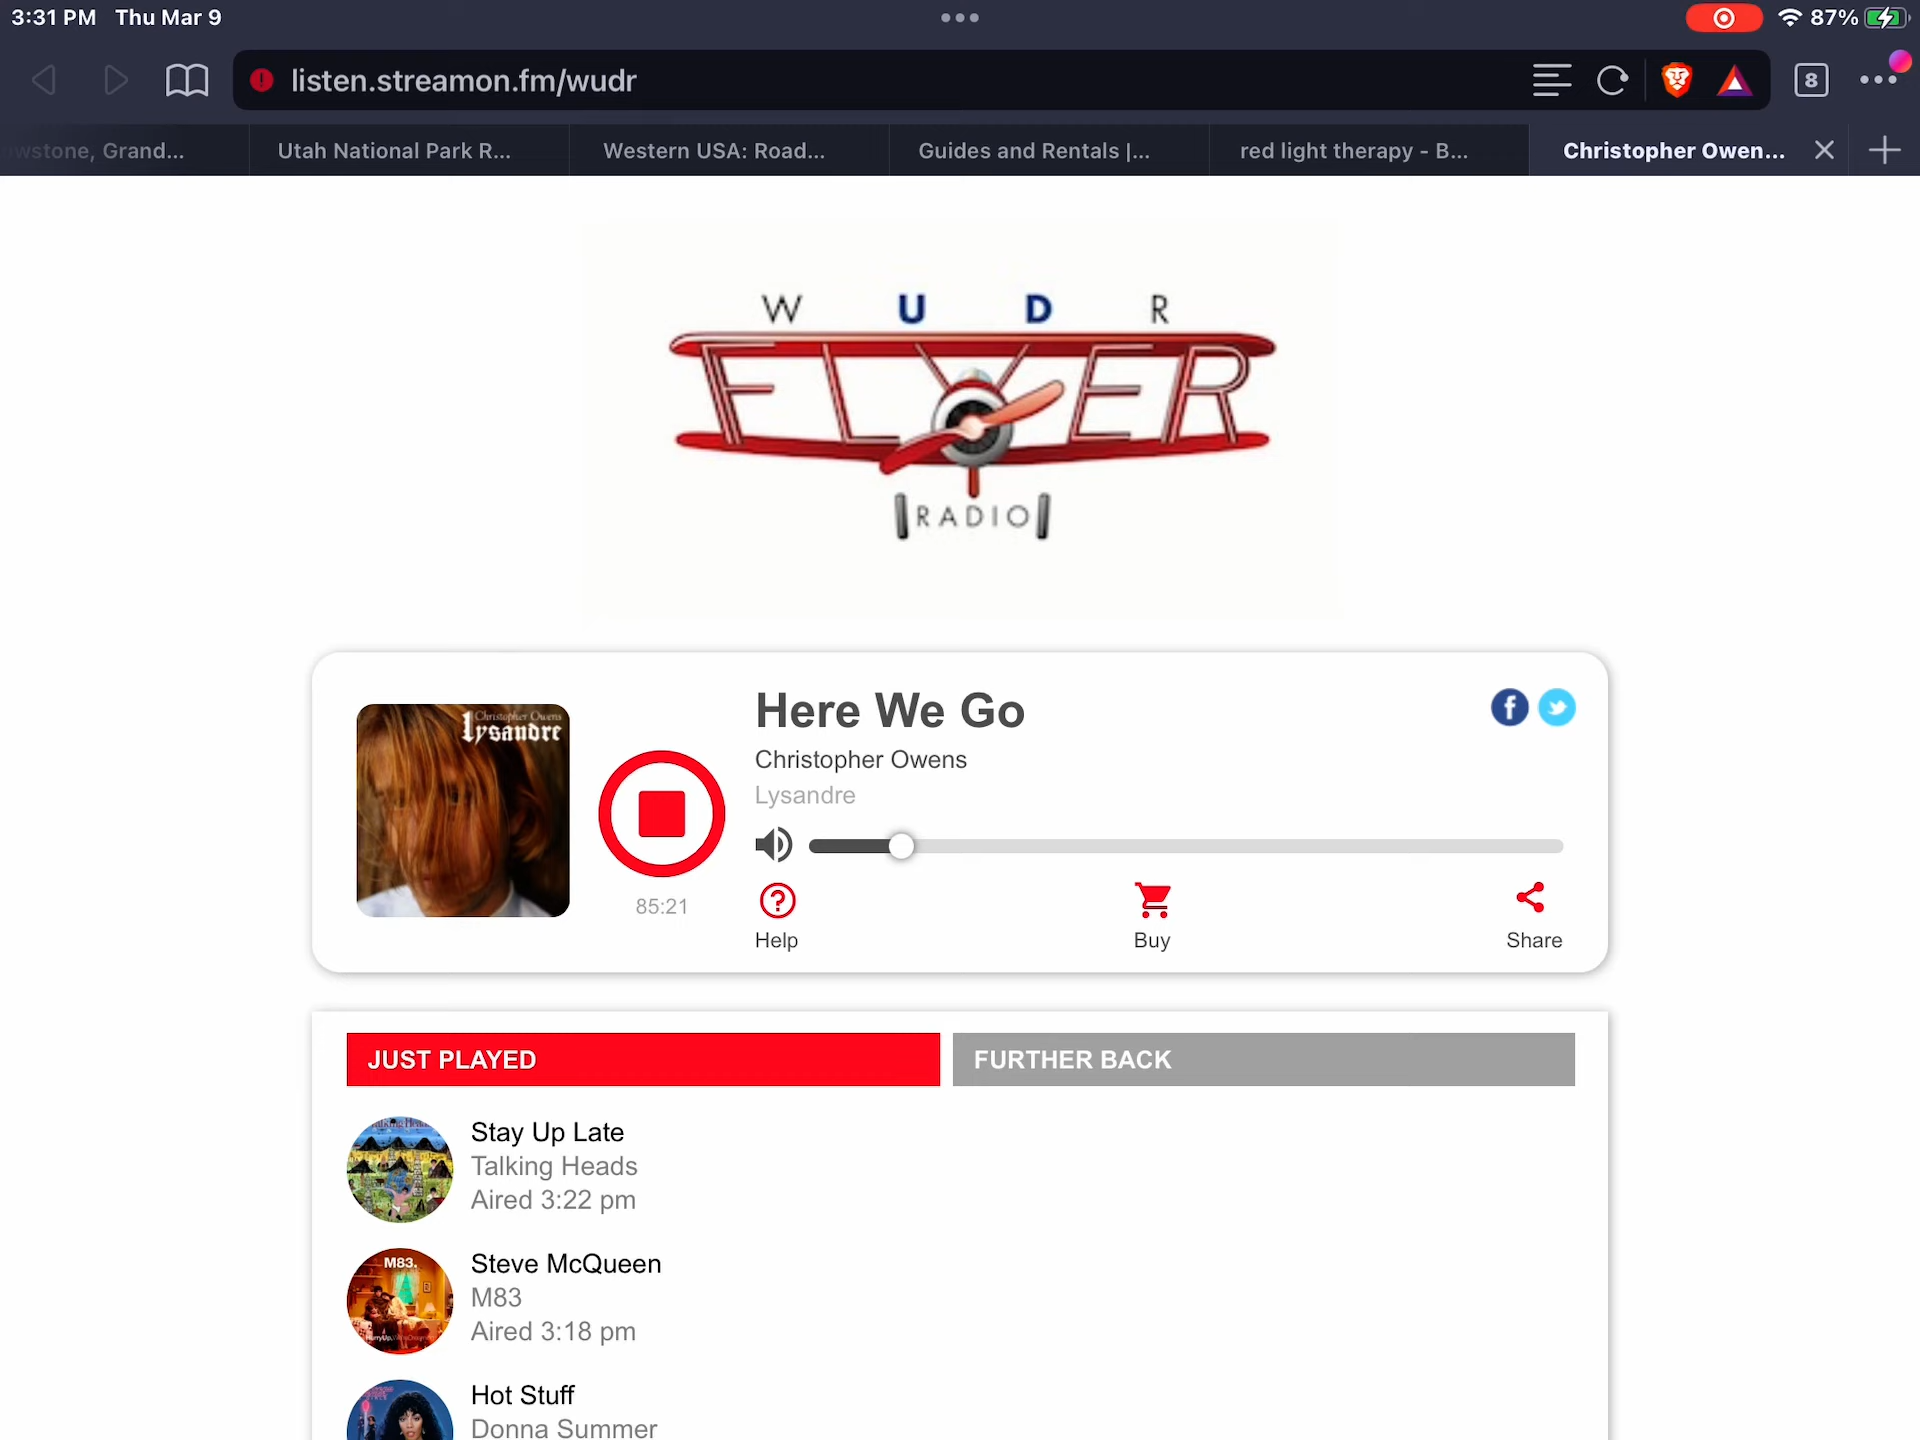 3:31 PM Thu Mar 9
87%
listen.streamon.fm/wudr
8
wstone, Grand...
Utah National Park R...
Western USA: Road...
Guides and Rentals |...
red light therapy - B...
Christopher Owen...
W U D R
FLYER
RADIO
Christopher Owens
Lysandre
Here We Go
Christopher Owens
Lysandre
85:21
Help
Buy
Share
JUST PLAYED
FURTHER BACK
Talking Heads
Stay Up Late
Talking Heads
Aired 3:22 pm
M83.
Steve McQueen
M83
Aired 3:18 pm
Hot Stuff
Donna Summer